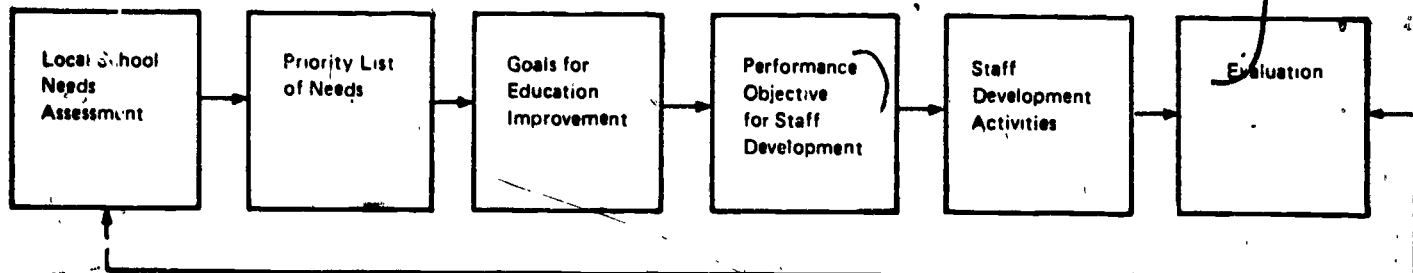 Local School
Needs
Assessment
Priority List
of Needs
Goals for
Education
Improvement
Performance
Objective
for Staff
Development
Staff
Development
Activities
Evaluation